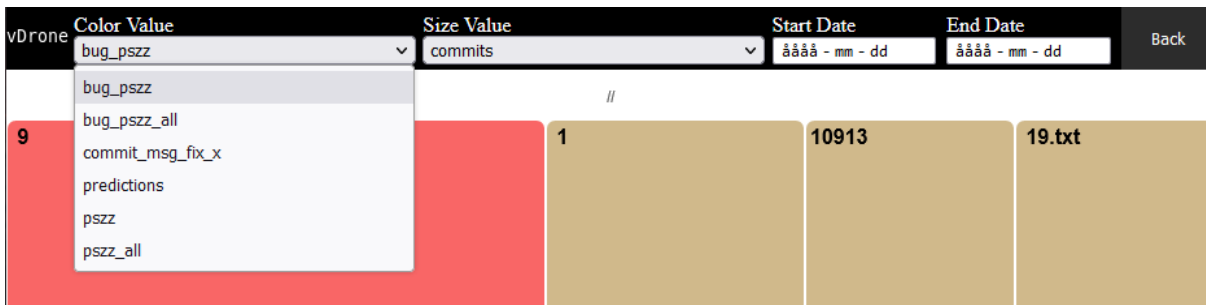 vDrone
Color Value
Size Value
Start Date
End Date
bug_pszz
commits
åååå - mm - dd
åååå - mm - dd
Back
bug_pszz
bug_pszz_all
commit_msg_fix_x
predictions
pszz
pszz_all
//
9
1
10913
19.txt